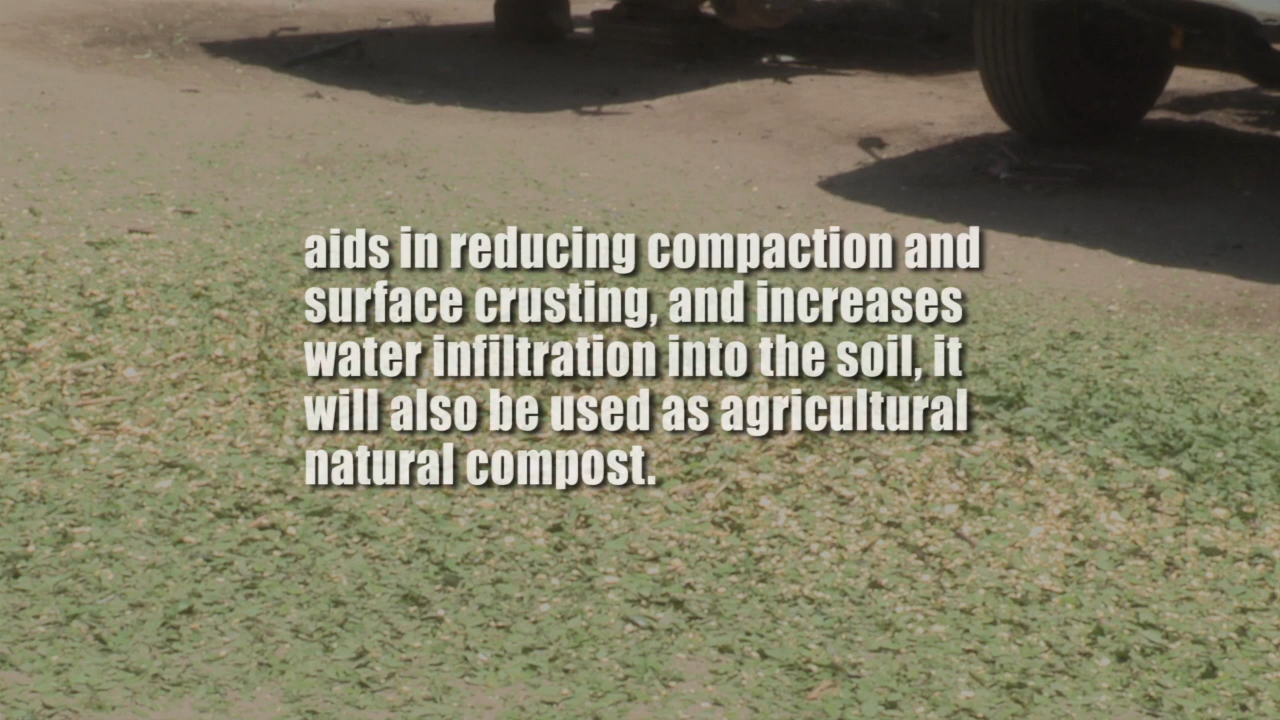 aids in reducing compaction and
surface crusting, and increases
water infiltration into the soil, it
will also be used as agricultural
natural compost.